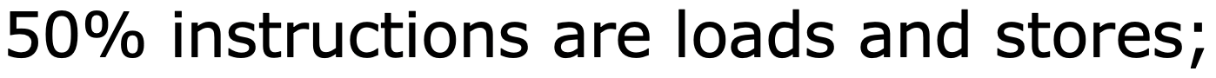 50% instructions are loads and stores;